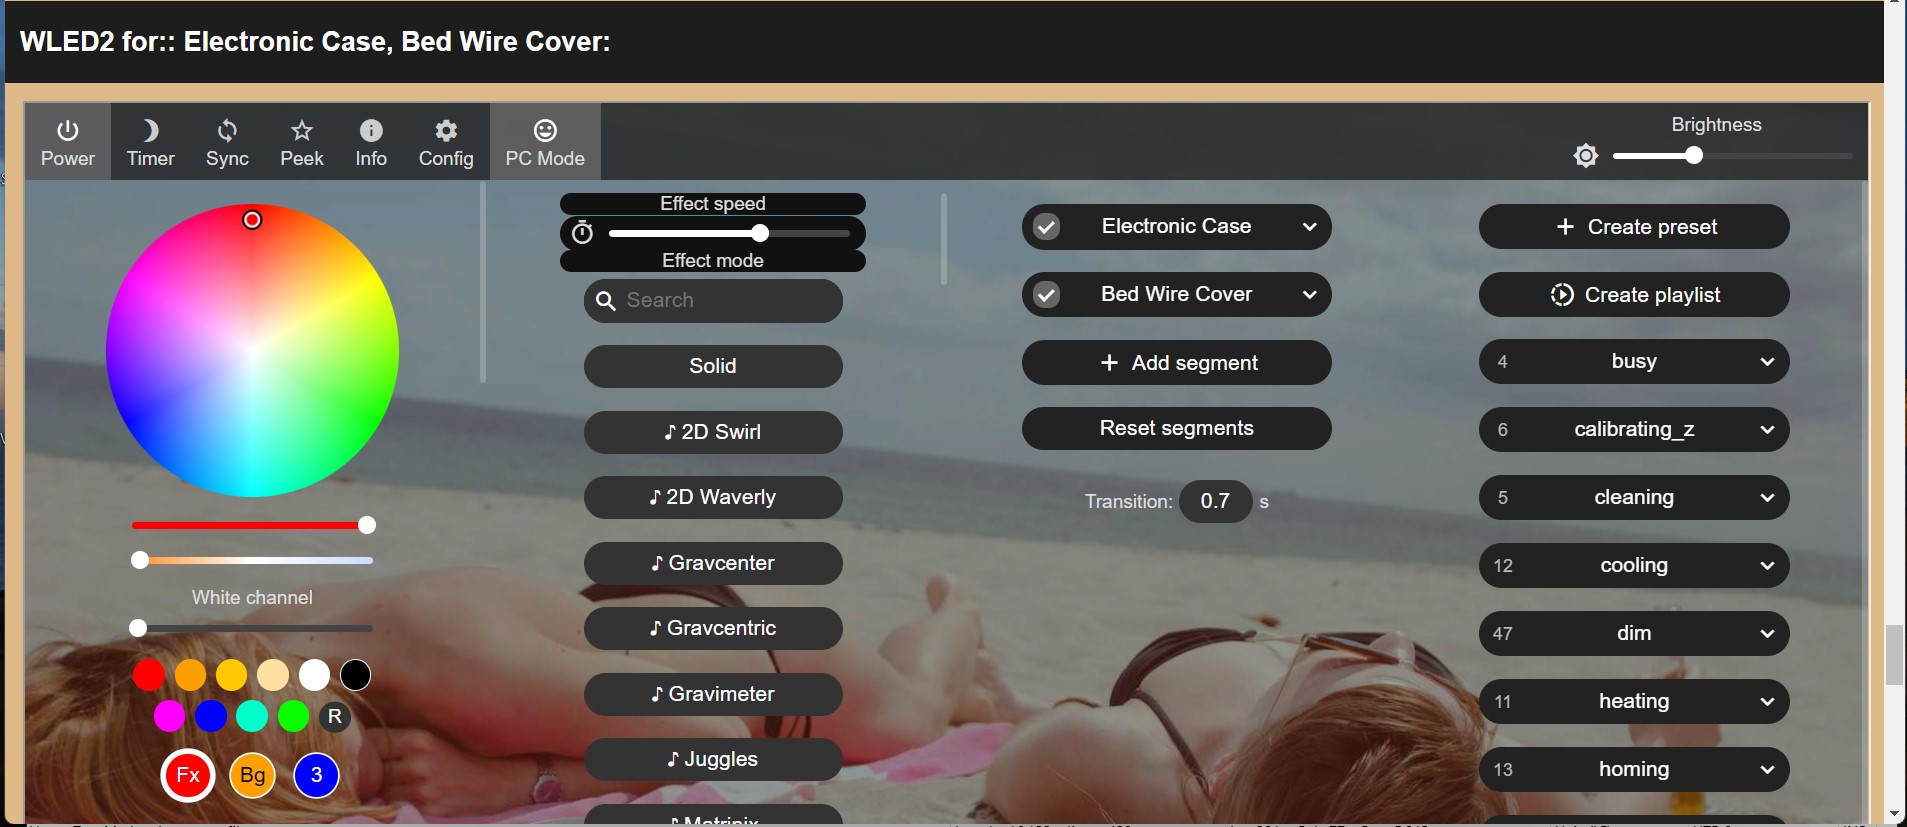 WLED2 for:: Electronic Case, Bed Wire Cover:
Power
Timer
Sync
Peek
Info
Config
PC Mode
Brightness
White channel
R
Fx
Bg
3
Effect speed
Effect mode
Search
Solid
♪ 2D Swirl
♪ 2D Waverly
♪ Gravcenter
♪ Gravcentric
♪ Gravimeter
♪ Juggles
♪ Matripix
Electronic Case
Bed Wire Cover
+ Add segment
Reset segments
Transition: 0.7 s
+ Create preset
Create playlist
4 busy
6 calibrating_z
5 cleaning
12 cooling
47 dim
11 heating
13 homing